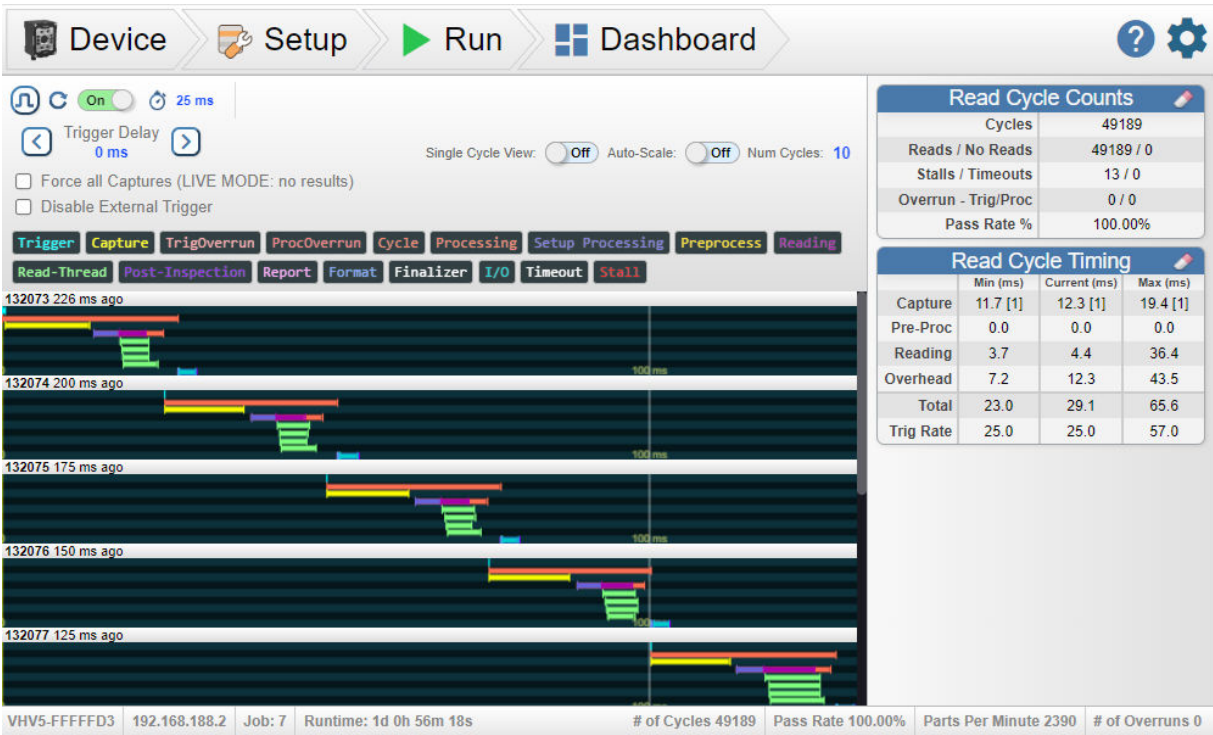 Device Setup Run Dashboard ?
On 25 ms
Trigger Delay
0 ms
Single Cycle View: Off Auto-Scale: Off Num Cycles: 10
Force all Captures (LIVE MODE: no results)
Disable External Trigger
Trigger Capture TrigOverrun ProcOverrun Cycle Processing Setup Processing Preprocess Reading
Read-Thread Post-Inspection Report Format Finalizer I/O Timeout Stall
132073 226 ms ago
100 ms
132074 200 ms ago
100 ms
132075 175 ms ago
100 ms
132076 150 ms ago
100
132077 125 ms ago
Read Cycle Counts
Cycles 49189
Reads / No Reads 49189 / 0
Stalls / Timeouts 13 / 0
Overrun - Trig/Proc 0 / 0
Pass Rate % 100.00%
Read Cycle Timing
Min (ms) Current (ms) Max (ms)
Capture 11.7 [1] 12.3 [1] 19.4 [1]
Pre-Proc 0.0 0.0 0.0
Reading 3.7 4.4 36.4
Overhead 7.2 12.3 43.5
Total 23.0 29.1 65.6
Trig Rate 25.0 25.0 57.0
VHV5-FFFFFD3 192.168.188.2 Job: 7 Runtime: 1d 0h 56m 18s # of Cycles 49189 Pass Rate 100.00% Parts Per Minute 2390 # of Overruns 0